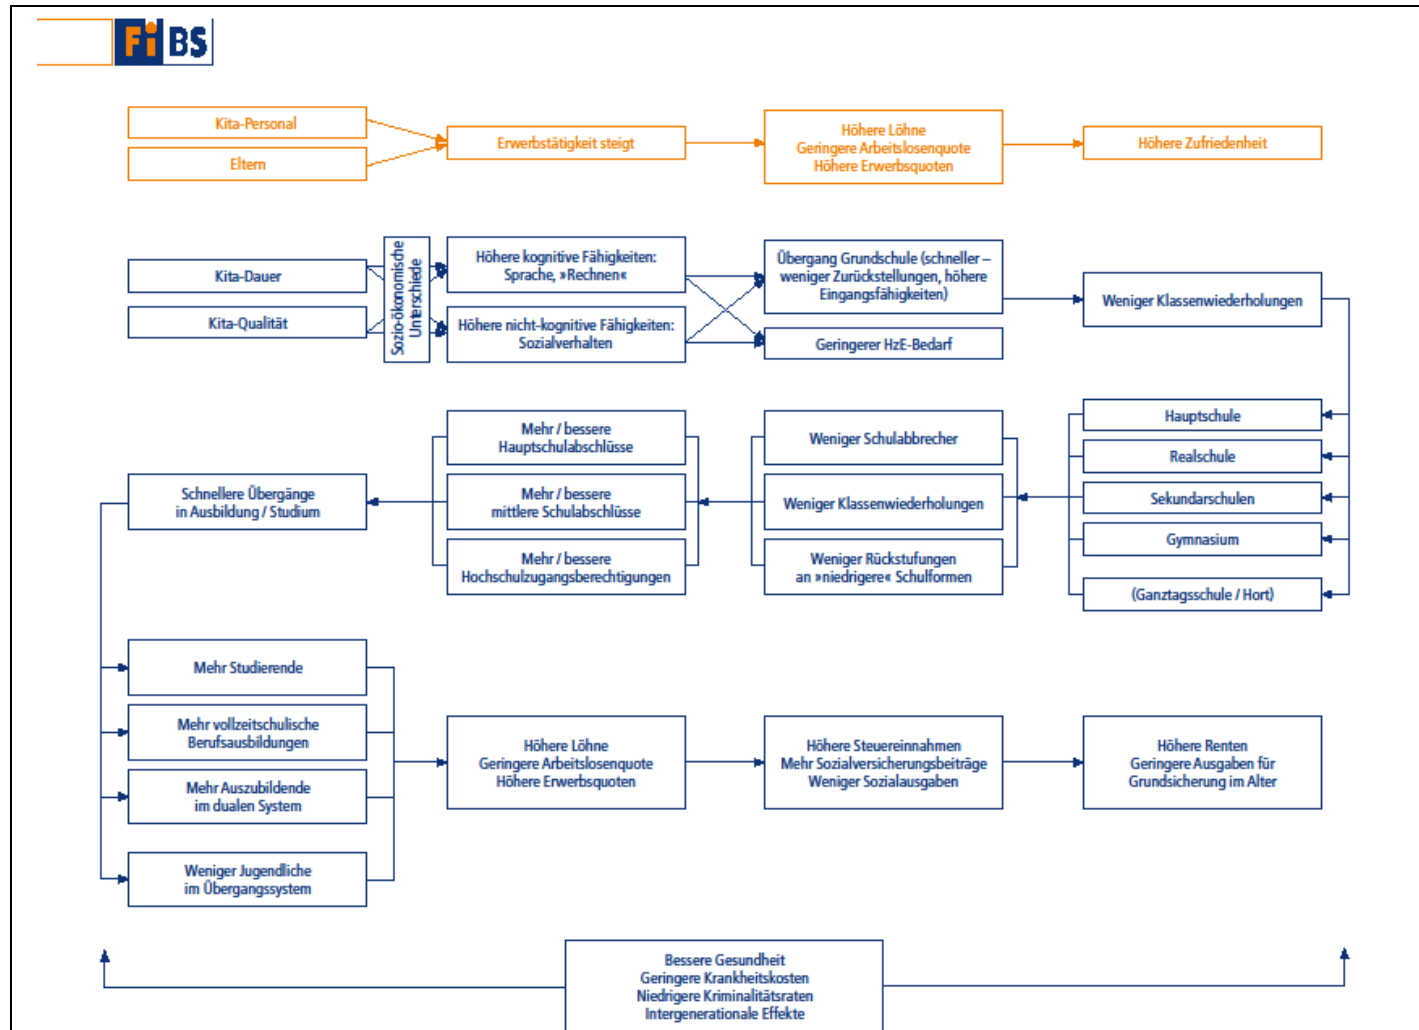 FiBS
Kita-Personal
Eltern
Erwerbstätigkeit steigt
Höhere Löhne
Geringere Arbeitslosenquote
Höhere Erwerbsquoten
Höhere Zufriedenheit
Kita-Dauer
Kita-Qualität
Sozio-ökonomische
Unterschiede
Höhere kognitive Fähigkeiten:
Sprache, »Rechnen«
Höhere nicht-kognitive Fähigkeiten:
Sozialverhalten
Übergang Grundschule (schneller –
weniger Zurückstellungen, höhere
Eingangsfähigkeiten)
Geringerer HzE-Bedarf
Weniger Klassenwiederholungen
Hauptschule
Realschule
Sekundarschulen
Gymnasium
(Ganztagsschule / Hort)
Weniger Schulabbrecher
Weniger Klassenwiederholungen
Weniger Rückstufungen
an »niedrigere« Schulformen
Mehr / bessere
Hauptschulabschlüsse
Mehr / bessere
mittlere Schulabschlüsse
Mehr / bessere
Hochschulzugangsberechtigungen
Schnellere Übergänge
in Ausbildung / Studium
Mehr Studierende
Mehr vollzeitschulische
Berufsausbildungen
Mehr Auszubildende
im dualen System
Weniger Jugendliche
im Übergangssystem
Höhere Löhne
Geringere Arbeitslosenquote
Höhere Erwerbsquoten
Höhere Steuereinnahmen
Mehr Sozialversicherungsbeiträge
Weniger Sozialausgaben
Höhere Renten
Geringere Ausgaben für
Grundsicherung im Alter
Bessere Gesundheit
Geringere Krankheitskosten
Niedrigere Kriminalitätsraten
Intergenerationale Effekte